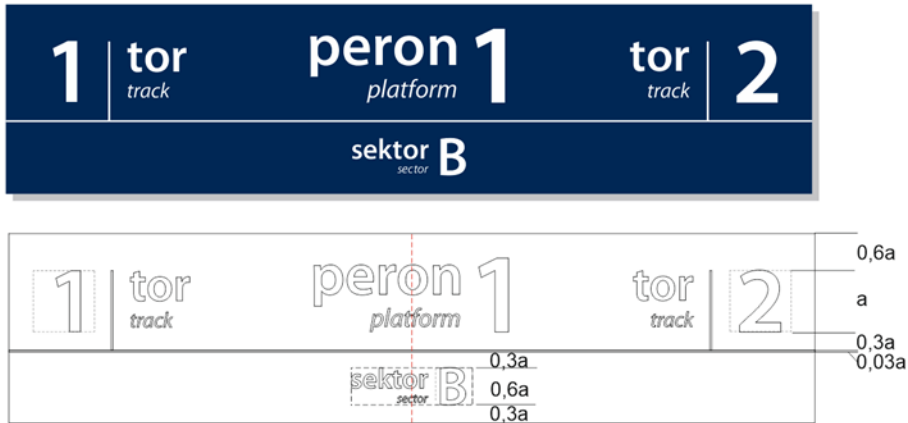 1 tor peron 1 tor 2
track platform track
sektor B
sector
0,6a
1 tor peron 1 tor 2 a
track platform track
0,3a
0,03a
0,3a
sektor B 0,6a
sector
0,3a